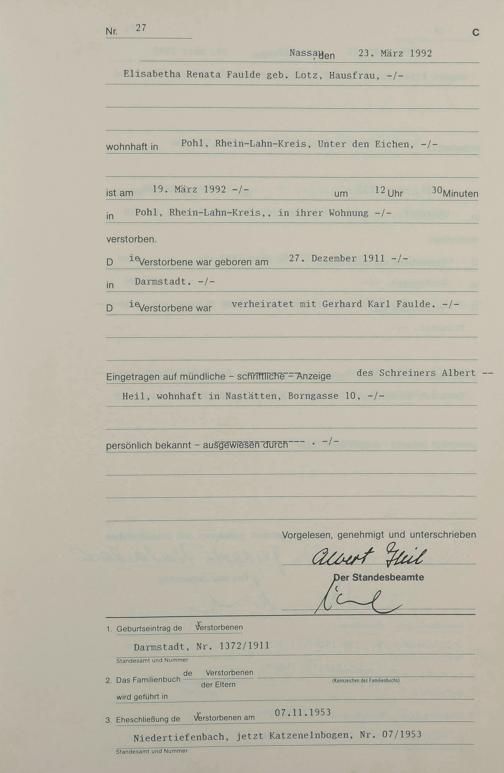 Nr. 27 C
Nassau, den 23. März 1992
Elisabetha Renata Faulde geb. Lotz, Hausfrau, -/-
wohnhaft in Pohl, Rhein-Lahn-Kreis, Unter den Eichen, -/-
ist am 19. März 1992 -/- um 12 Uhr 30 Minuten
in Pohl, Rhein-Lahn-Kreis,. in ihrer Wohnung -/-
verstorben.
D ie Verstorbene war geboren am 27. Dezember 1911 -/-
in Darmstadt. -/-
D ie Verstorbene war verheiratet mit Gerhard Karl Faulde. -/-
Eingetragen auf mündliche – schriftliche – Anzeige des Schreiners Albert --
Heil, wohnhaft in Nastätten, Borngasse 10, -/-
persönlich bekannt – ausgewiesen durch --- . -/-
Vorgelesen, genehmigt und unterschrieben
Albert Heil
Der Standesbeamte
1. Geburtseintrag de r Verstorbenen
Darmstadt, Nr. 1372/1911
Standesamt und Nummer
2. Das Familienbuch de Verstorbenen
der Eltern (Kennzeichen des Familienbuchs)
wird geführt in
3. Eheschließung de r Verstorbenen am 07.11.1953
Niedertiefenbach, jetzt Katzenelnbogen, Nr. 07/1953
Standesamt und Nummer